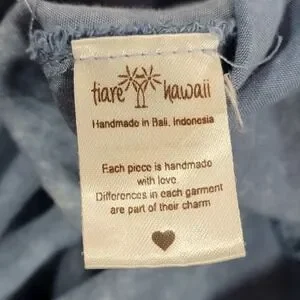 tiare hawaii
Handmade in Bali, Indonesia
Each piece is handmade
with love.
Differences in each garment
are part of their charm